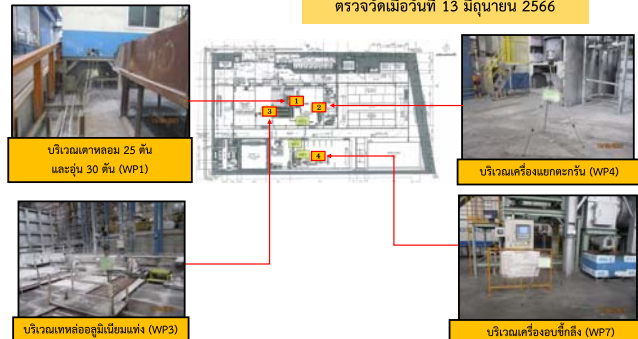 ตรวจวัดเมื่อวันที่ 13 มิถุนายน 2566
บริเวณเตาหลอม 25 ตัน
และอุ่น 30 ตัน (WP1)
1
2
3
4
บริเวณเครื่องแยกตะกรัน (WP4)
บริเวณเทหล่ออลูมิเนียมแท่ง (WP3)
บริเวณเครื่องอบขี้กลึง (WP7)